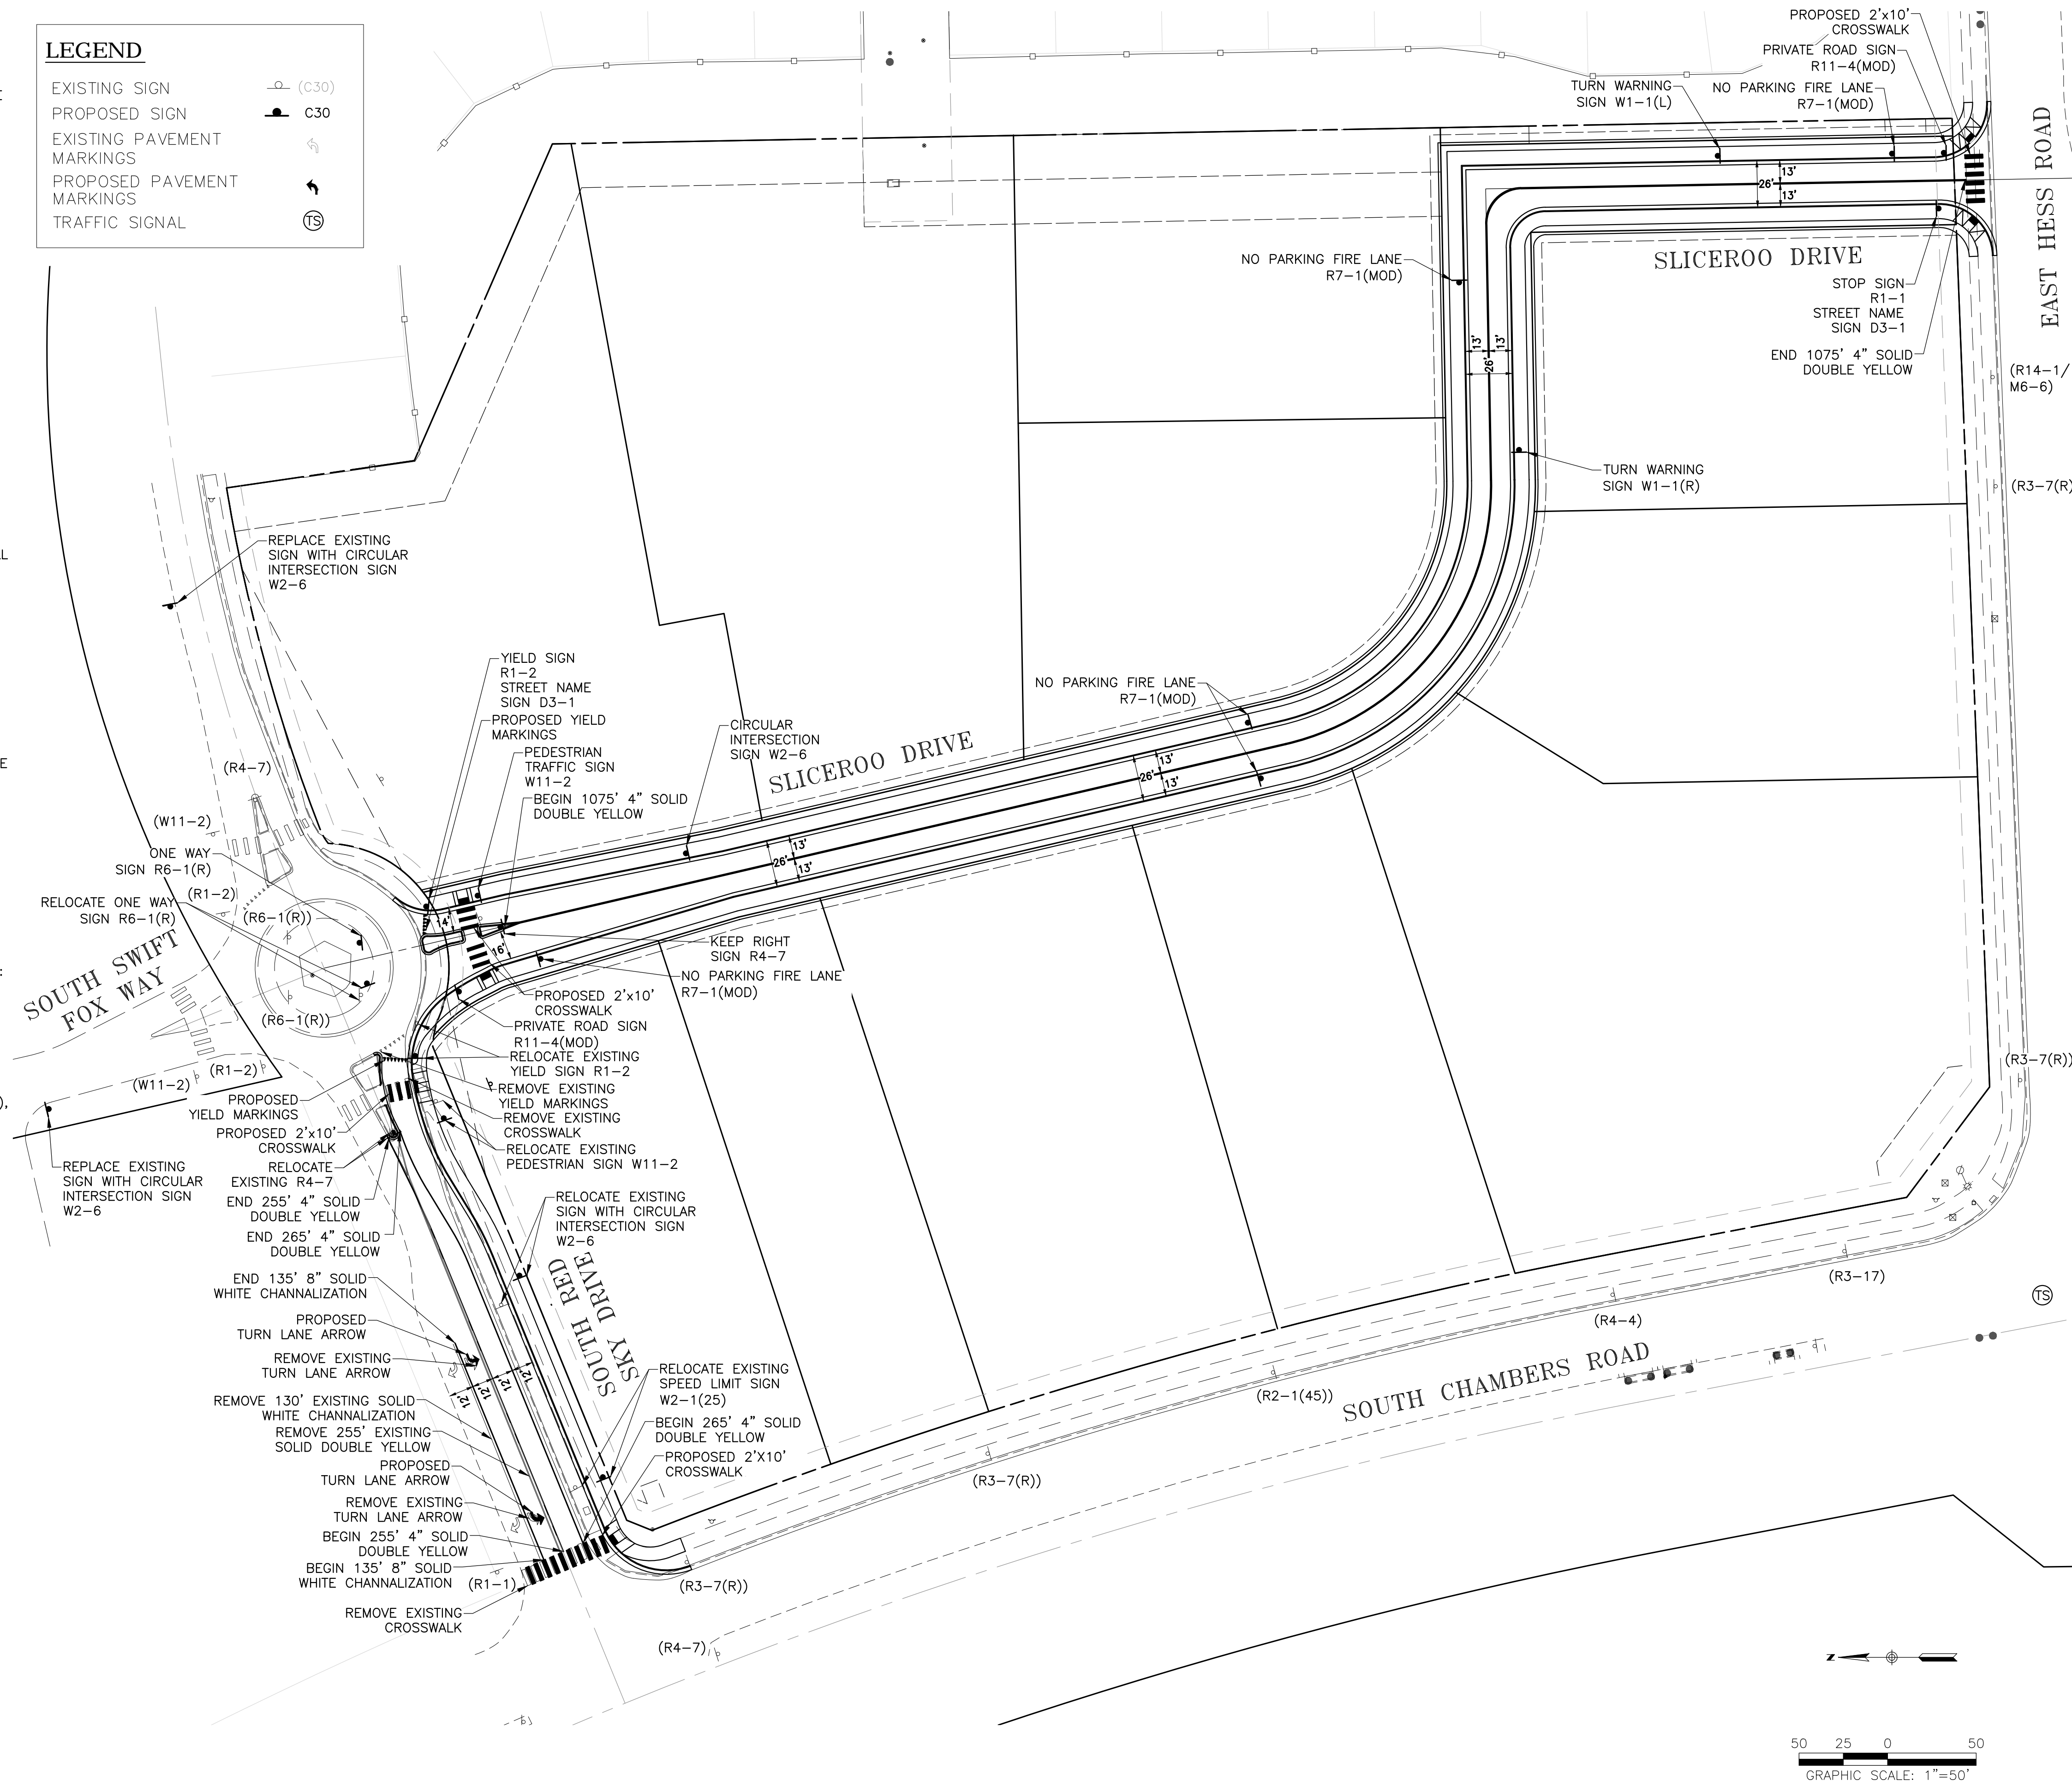 LEGEND
EXISTING SIGN
(C30)
PROPOSED SIGN
C30
EXISTING PAVEMENT
MARKINGS
PROPOSED PAVEMENT
MARKINGS
TRAFFIC SIGNAL
TS
PROPOSED 2'x10'
CROSSWALK
PRIVATE ROAD SIGN
R11-4(MOD)
TURN WARNING
SIGN W1-1(L)
NO PARKING FIRE LANE
R7-1(MOD)
EAST HESS ROAD
26'
13'
13'
NO PARKING FIRE LANE
R7-1(MOD)
SLICEROO DRIVE
STOP SIGN
R1-1
STREET NAME
SIGN D3-1
END 1075' 4" SOLID
DOUBLE YELLOW
13'
13'
26'
(R14-1/
M6-6)
TURN WARNING
SIGN W1-1(R)
(R3-7(R)
REPLACE EXISTING
SIGN WITH CIRCULAR
INTERSECTION SIGN
W2-6
YIELD SIGN
R1-2
STREET NAME
SIGN D3-1
PROPOSED YIELD
MARKINGS
PEDESTRIAN
TRAFFIC SIGN
W11-2
BEGIN 1075' 4" SOLID
DOUBLE YELLOW
CIRCULAR
INTERSECTION
SIGN W2-6
SLICEROO DRIVE
NO PARKING FIRE LANE
R7-1(MOD)
26'
13'
13'
26'
13'
13'
(R4-7)
(W11-2)
ONE WAY
SIGN R6-1(R)
(R1-2)
RELOCATE ONE WAY
SIGN R6-1(R)
(R6-1(R))
SOUTH SWIFT
FOX WAY
(R6-1(R))
16'
KEEP RIGHT
SIGN R4-7
NO PARKING FIRE LANE
R7-1(MOD)
PROPOSED 2'x10'
CROSSWALK
PRIVATE ROAD SIGN
R11-4(MOD)
RELOCATE EXISTING
YIELD SIGN R1-2
REMOVE EXISTING
YIELD MARKINGS
REMOVE EXISTING
CROSSWALK
RELOCATE EXISTING
PEDESTRIAN SIGN W11-2
(W11-2)
(R1-2)
PROPOSED
YIELD MARKINGS
PROPOSED 2'x10'
CROSSWALK
RELOCATE
EXISTING R4-7
REPLACE EXISTING
SIGN WITH CIRCULAR
INTERSECTION SIGN
W2-6
END 255' 4" SOLID
DOUBLE YELLOW
END 265' 4" SOLID
DOUBLE YELLOW
RELOCATE EXISTING
SIGN WITH CIRCULAR
INTERSECTION SIGN
W2-6
SOUTH RED
SKY DRIVE
END 135' 8" SOLID
WHITE CHANNALIZATION
PROPOSED
TURN LANE ARROW
REMOVE EXISTING
TURN LANE ARROW
12'
12'
12'
12'
REMOVE 130' EXISTING SOLID
WHITE CHANNALIZATION
REMOVE 255' EXISTING
SOLID DOUBLE YELLOW
PROPOSED
TURN LANE ARROW
REMOVE EXISTING
TURN LANE ARROW
BEGIN 255' 4" SOLID
DOUBLE YELLOW
BEGIN 135' 8" SOLID
WHITE CHANNALIZATION
(R1-1)
REMOVE EXISTING
CROSSWALK
RELOCATE EXISTING
SPEED LIMIT SIGN
W2-1(25)
BEGIN 265' 4" SOLID
DOUBLE YELLOW
PROPOSED 2'X10'
CROSSWALK
(R3-7(R))
(R4-7)
(R3-7(R))
(R2-1(45))
SOUTH CHAMBERS ROAD
(R4-4)
(R3-17)
(R3-7(R))
TS
Z
50 25 0 50
GRAPHIC SCALE: 1"=50'